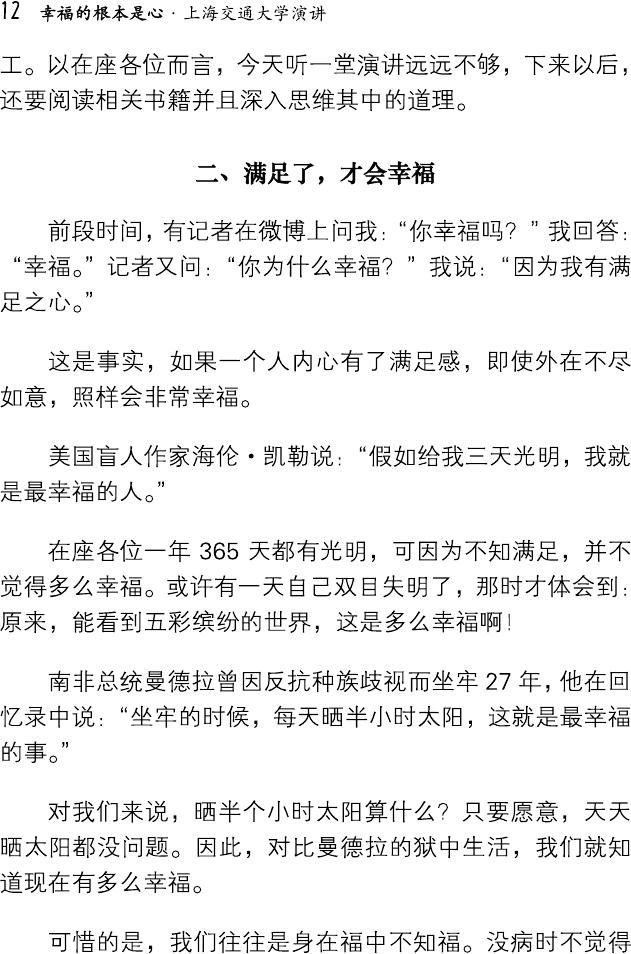 12 幸福的根本是心·上海交通大学演讲
工。以在座各位而言，今天听一堂演讲远远不够，下来以后，
还要阅读相关书籍并且深入思维其中的道理。
二、满足了，才会幸福
前段时间，有记者在微博上问我：“你幸福吗？”我回答：
“幸福。”记者又问：“你为什么幸福？”我说：“因为我有满
足之心。”
这是事实，如果一个人内心有了满足感，即使外在不尽
如意，照样会非常幸福。
美国盲人作家海伦·凯勒说：“假如给我三天光明，我就
是最幸福的人。”
在座各位一年 365 天都有光明，可因为不知满足，并不
觉得多么幸福。或许有一天自己双目失明了，那时才体会到：
原来，能看到五彩缤纷的世界，这是多么幸福啊！
南非总统曼德拉曾因反抗种族歧视而坐牢 27 年，他在回
忆录中说：“坐牢的时候，每天晒半小时太阳，这就是最幸福
的事。”
对我们来说，晒半个小时太阳算什么？只要愿意，天天
晒太阳都没问题。因此，对比曼德拉的狱中生活，我们就知
道现在有多么幸福。
可惜的是，我们往往是身在福中不知福。没病时不觉得